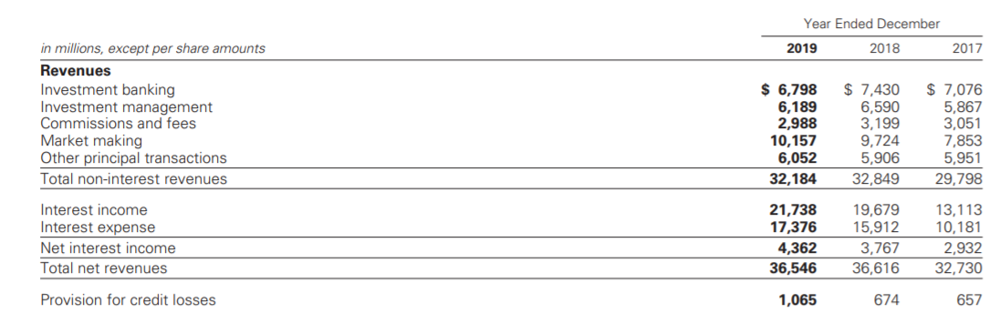 Year Ended December
in millions, except per share amounts 2019 2018 2017
Revenues
Investment banking $ 6,798 $ 7,430 $ 7,076
Investment management 6,189 6,590 5,867
Commissions and fees 2,988 3,199 3,051
Market making 10,157 9,724 7,853
Other principal transactions 6,052 5,906 5,951
Total non-interest revenues 32,184 32,849 29,798
Interest income 21,738 19,679 13,113
Interest expense 17,376 15,912 10,181
Net interest income 4,362 3,767 2,932
Total net revenues 36,546 36,616 32,730
Provision for credit losses 1,065 674 657